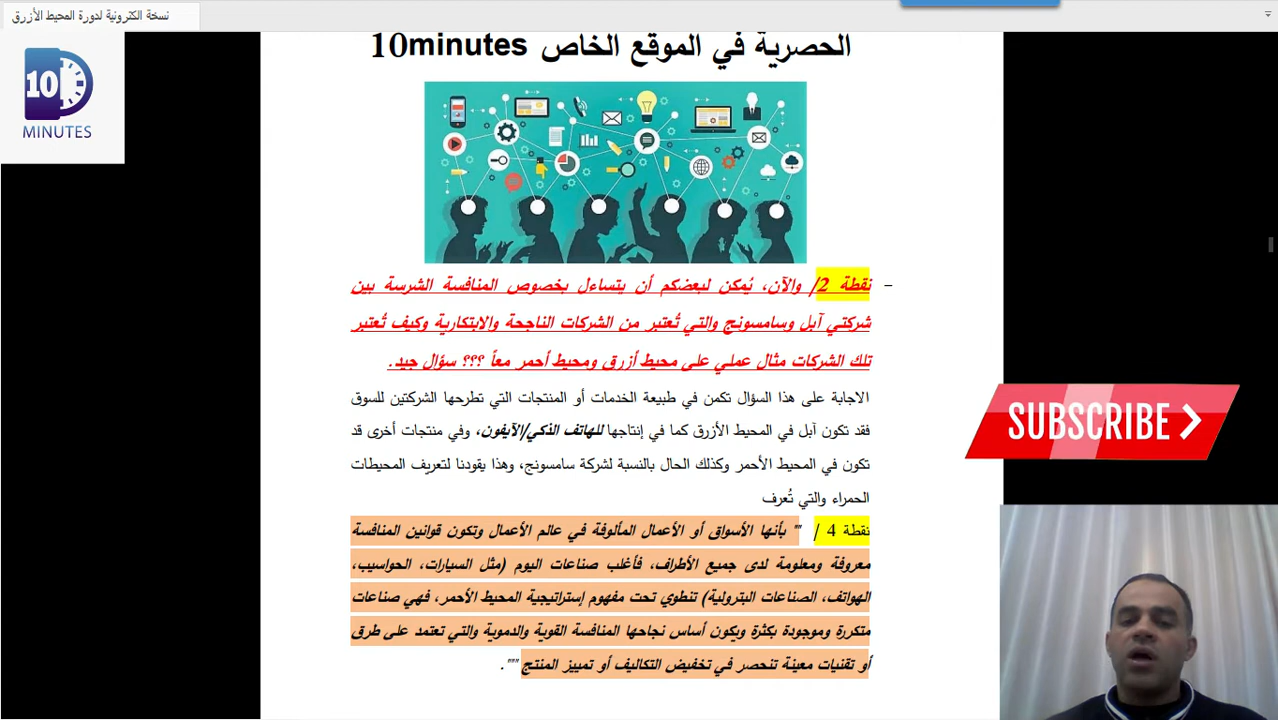 نسخة الكترونية لدورة المحيط الأزرق
10
MINUTES
الحصرية في الموقع الخاص 10minutes
- نقطة 2/ والآن، يُمكن لبعضكم أن يتساءل بخصوص المنافسة الشرسة بين
شركتي آبل وسامسونج والتي تُعتبر من الشركات الناجحة والابتكارية وكيف تُعتبر
تلك الشركات مثال عملي على محيط أزرق ومحيط أحمر معاً ؟؟؟ سؤال جيد.
الاجابة على هذا السؤال تكمن في طبيعة الخدمات أو المنتجات التي تطرحها الشركتين للسوق
فقد تكون آبل في المحيط الأزرق كما في إنتاجها للهاتف الذكي/الآيفون، وفي منتجات أخرى قد
تكون في المحيط الأحمر وكذلك الحال بالنسبة لشركة سامسونج، وهذا يقودنا لتعريف المحيطات
الحمراء والتي تُعرف
نقطة 4 / "" بأنها الأسواق أو الأعمال المألوفة في عالم الأعمال وتكون قوانين المنافسة
معروفة ومعلومة لدى جميع الأطراف، فأغلب صناعات اليوم (مثل السيارات، الحواسيب،
الهواتف، الصناعات البترولية) تنطوي تحت مفهوم إستراتيجية المحيط الأحمر، فهي صناعات
متكررة وموجودة بكثرة ويكون أساس نجاحها المنافسة القوية والدموية والتي تعتمد على طرق
أو تقنيات معينة تنحصر في تخفيض التكاليف أو تمييز المنتج """.
SUBSCRIBE